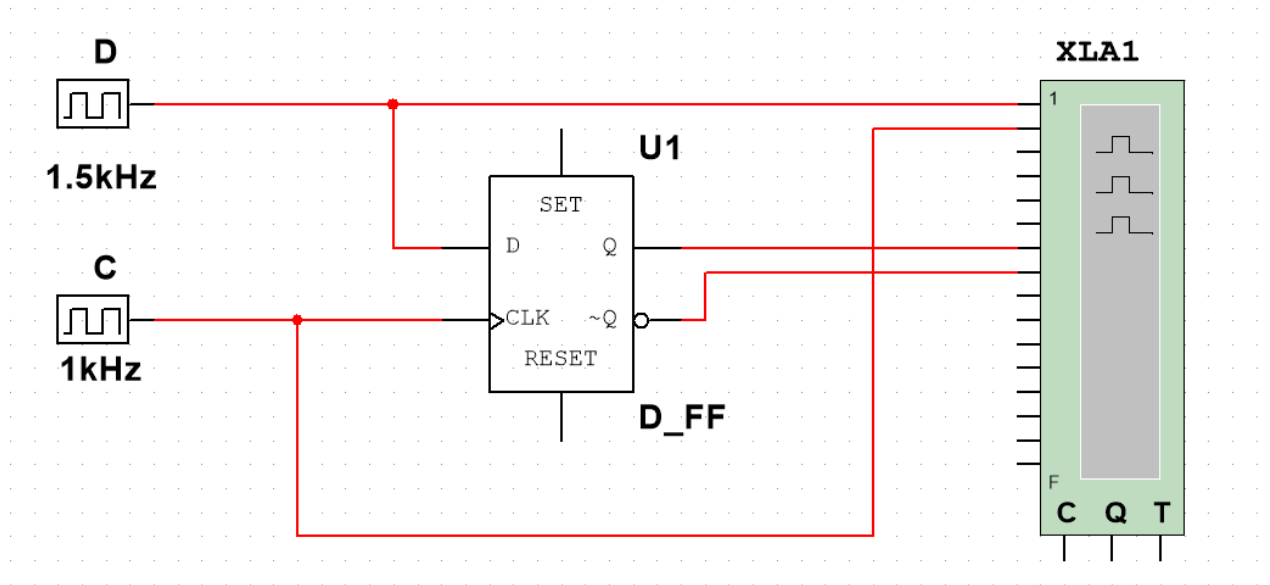 D
XLA1
1
1.5kHz
U1
SET
D Q
C
CLK ~Q
RESET
1kHz
D_FF
F
C Q T